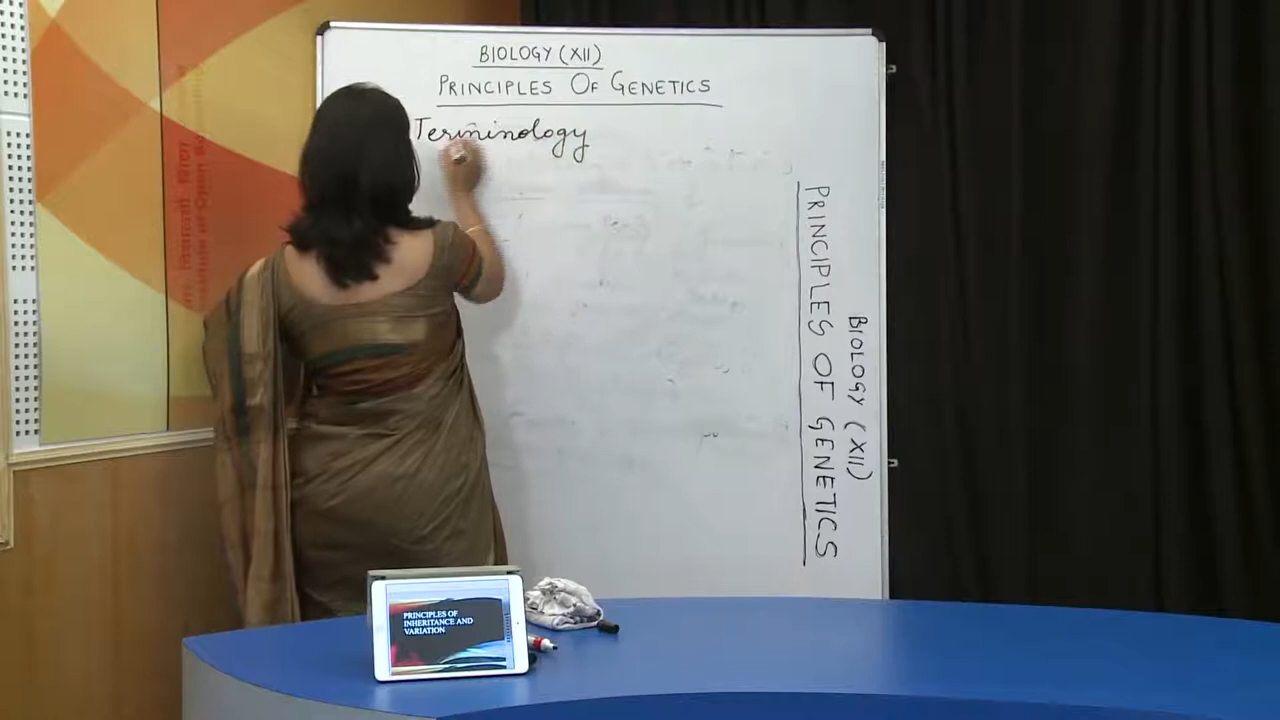 BIOLOGY (XII)
PRINCIPLES OF GENETICS
Terminology
PRINCIPLES OF GENETICS
BIOLOGY (XII)
PRINCIPLES OF
INHERITANCE AND
VARIATION